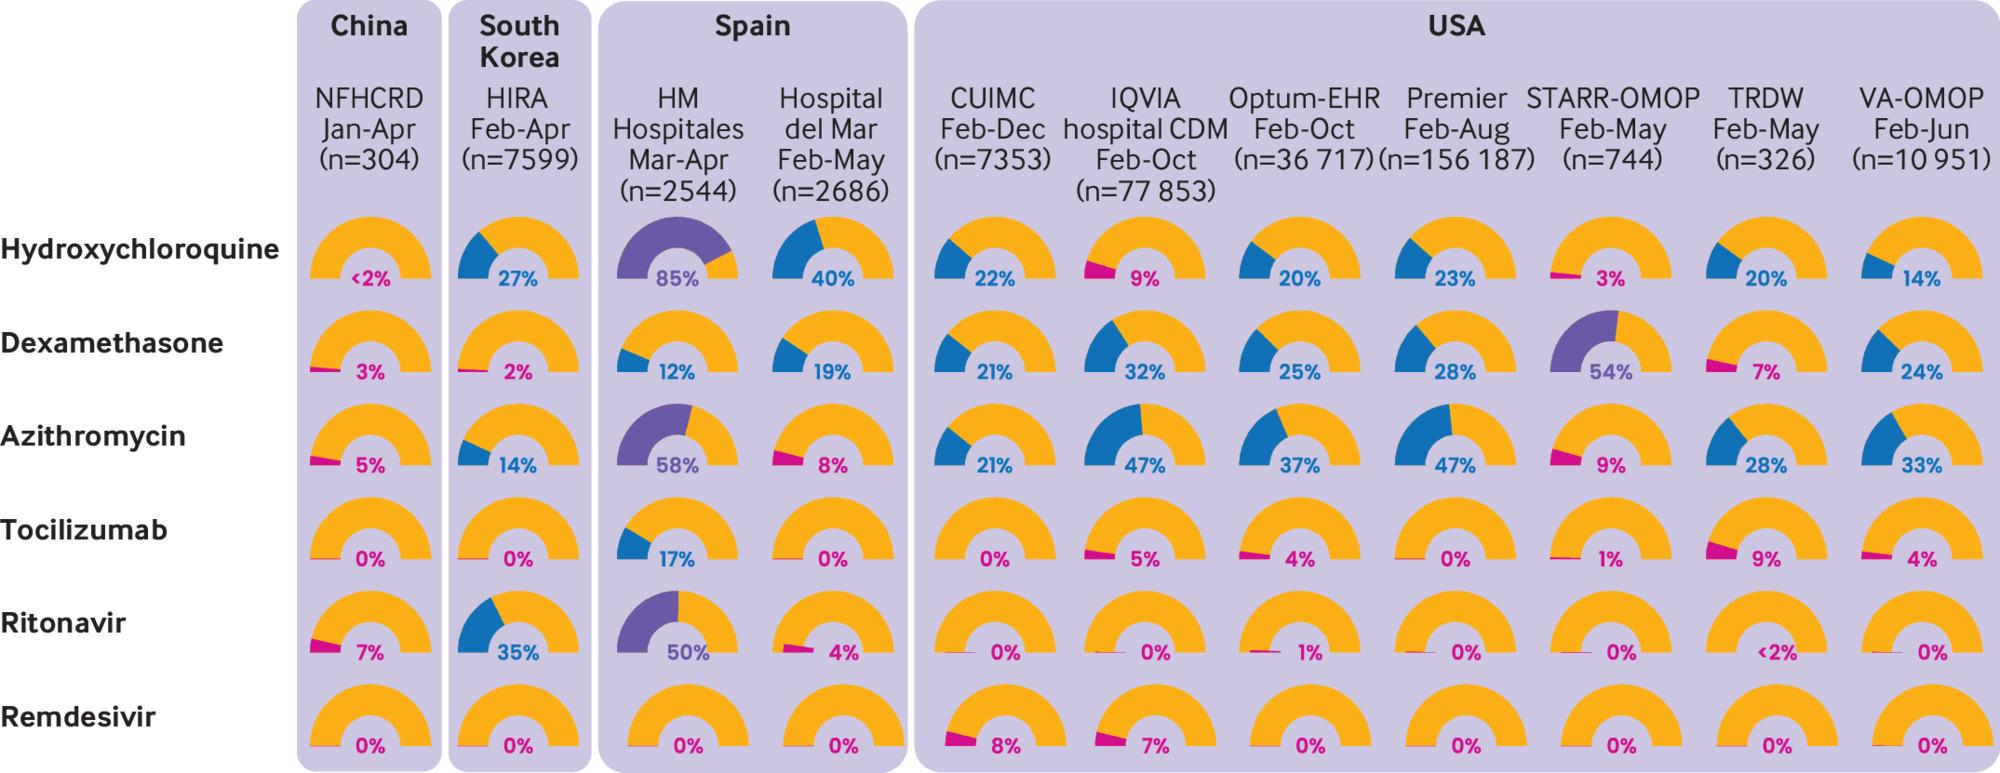 China South Spain USA
Korea
NFHCRD HIRA HM Hospital CUIMC IQVIA Optum-EHR Premier STARR-OMOP TRDW VA-OMOP
Jan-Apr Feb-Apr Hospitales del Mar Feb-Dec hospital CDM Feb-Oct Feb-Aug Feb-May Feb-May Feb-Jun
(n=304) (n=7599) Mar-Apr Feb-May (n=7353) Feb-Oct (n=36 717) (n=156 187) (n=744) (n=326) (n=10 951)
(n=2544) (n=2686) (n=77 853)
Hydroxychloroquine <2% 27% 85% 40% 22% 9% 20% 23% 3% 20% 14%
Dexamethasone 3% 2% 12% 19% 21% 32% 25% 28% 54% 7% 24%
Azithromycin 5% 14% 58% 8% 21% 47% 37% 47% 9% 28% 33%
Tocilizumab 0% 0% 17% 0% 0% 5% 4% 0% 1% 9% 4%
Ritonavir 7% 35% 50% 4% 0% 0% 1% 0% 0% <2% 0%
Remdesivir 0% 0% 0% 0% 8% 7% 0% 0% 0% 0% 0%